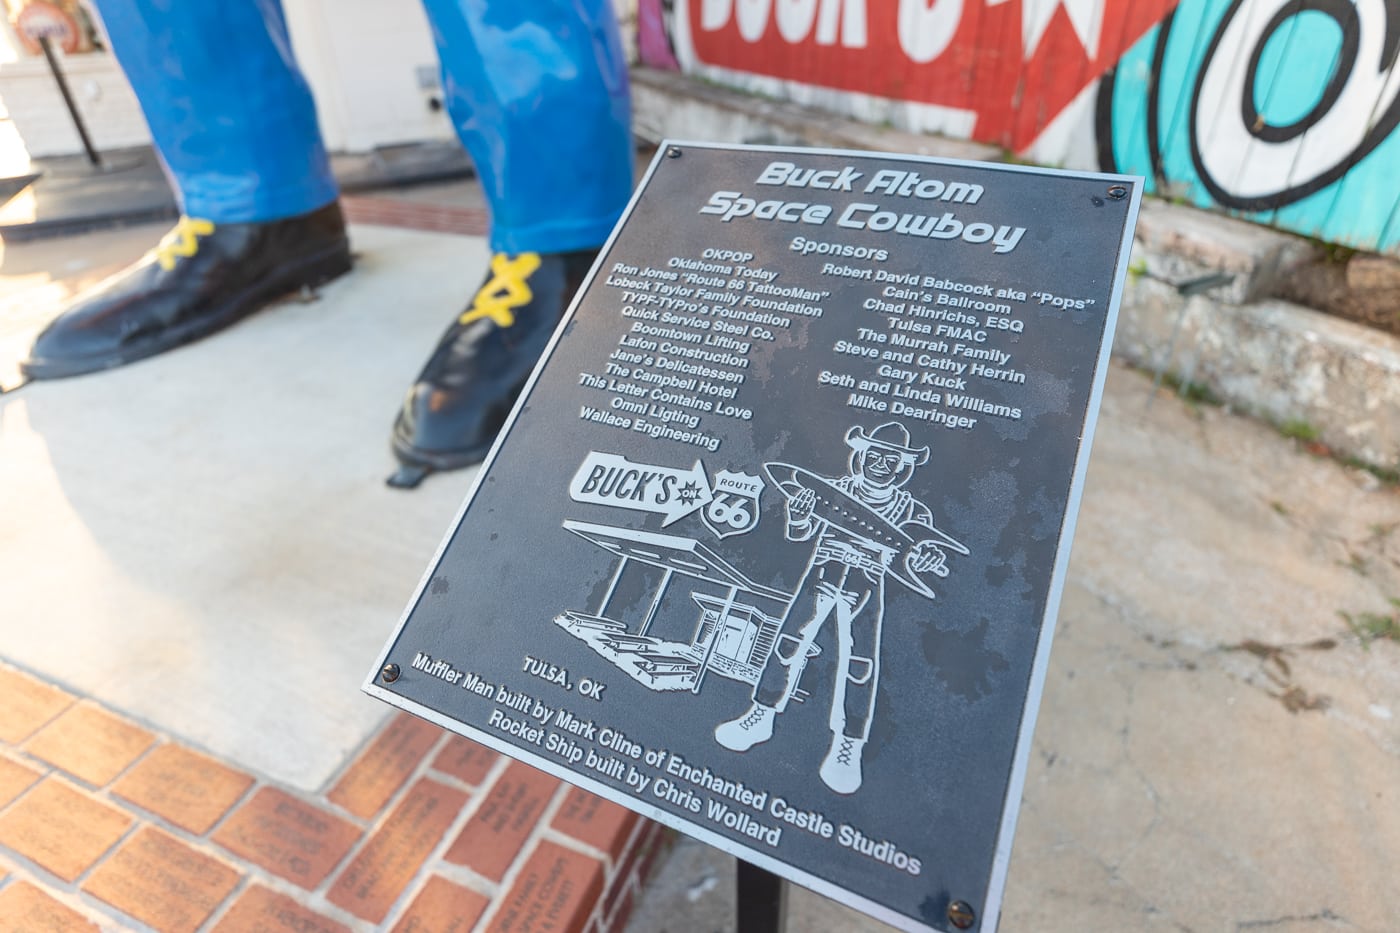 BUCK'S
Buck Atom
Space Cowboy
Sponsors
OKPOP
Oklahoma Today
Ron Jones "Route 66 TattooMan"
Lobeck Taylor Family Foundation
TYPF-TYPro's Foundation
Quick Service Steel Co.
Boomtown Lifting
Lafon Construction
Jane's Delicatessen
The Campbell Hotel
This Letter Contains Love
Omni Ligting
Wallace Engineering
Robert David Babcock aka "Pops"
Cain's Ballroom
Chad Hinrichs, ESQ
Tulsa FMAC
The Murrah Family
Steve and Cathy Herrin
Gary Kuck
Seth and Linda Williams
Mike Dearinger
BUCK'S
ON
ROUTE
66
66
TULSA, OK
Muffler Man built by Mark Cline of Enchanted Castle Studios
Rocket Ship built by Chris Wollard